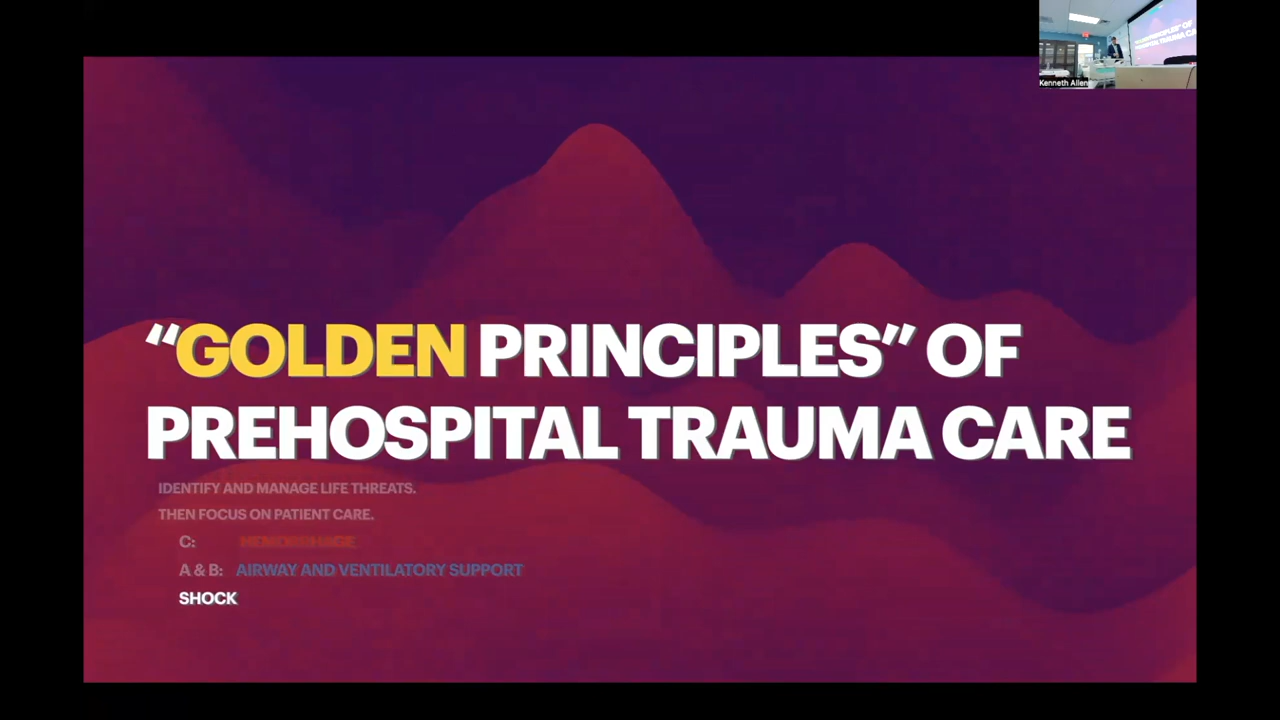 "GOLDEN PRINCIPLES" OF
PREHOSPITAL TRAUMA CARE
IDENTIFY AND MANAGE LIFE THREATS.
THEN FOCUS ON PATIENT CARE.
C: HEMORRHAGE
A & B: AIRWAY AND VENTILATORY SUPPORT
SHOCK
Kenneth Allen